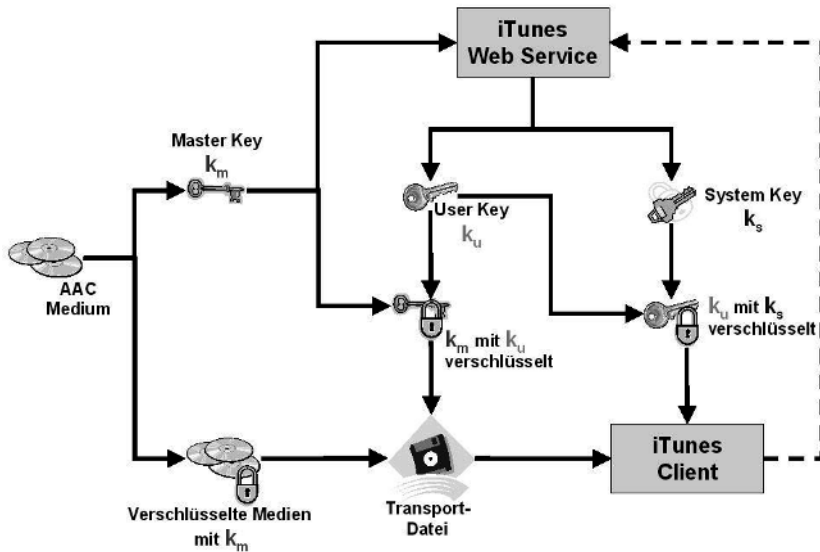 iTunes
Web Service
Master Key
km
User Key
ku
System Key
ks
AAC
Medium
km mit ku
verschlüsselt
ku mit ks
verschlüsselt
Verschlüsselte Medien
mit km
Transport-
Datei
iTunes
Client